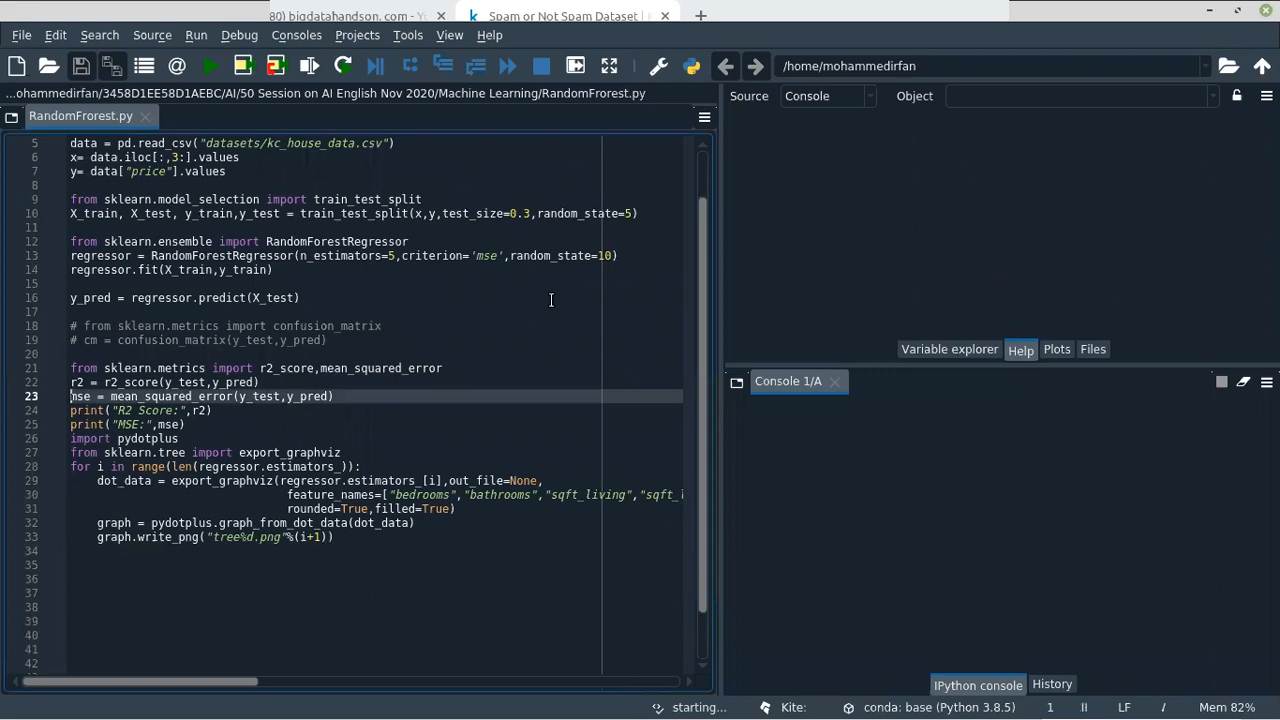 80) bigdatahandson. com - Y
Spam or Not Spam Dataset |
File Edit Search Source Run Debug Consoles Projects Tools View Help
/home/mohammedirfan
...ohammedirfan/3458D1EE58D1AEBC/AI/50 Session on AI English Nov 2020/Machine Learning/RandomFrorest.py
Source Console Object
RandomFrorest.py
5 data = pd.read_csv("datasets/kc_house_data.csv")
6 x= data.iloc[:,3:].values
7 y= data["price"].values
8
9 from sklearn.model_selection import train_test_split
10 X_train, X_test, y_train,y_test = train_test_split(x,y,test_size=0.3,random_state=5)
11
12 from sklearn.ensemble import RandomForestRegressor
13 regressor = RandomForestRegressor(n_estimators=5,criterion='mse',random_state=10)
14 regressor.fit(X_train,y_train)
15
16 y_pred = regressor.predict(X_test)
17
18 # from sklearn.metrics import confusion_matrix
19 # cm = confusion_matrix(y_test,y_pred)
20
21 from sklearn.metrics import r2_score,mean_squared_error
22 r2 = r2_score(y_test,y_pred)
23 mse = mean_squared_error(y_test,y_pred)
24 print("R2 Score:",r2)
25 print("MSE:",mse)
26 import pydotplus
27 from sklearn.tree import export_graphviz
28 for i in range(len(regressor.estimators_)):
29 dot_data = export_graphviz(regressor.estimators_[i],out_file=None,
30 feature_names=["bedrooms","bathrooms","sqft_living","sqft_l
31 rounded=True,filled=True)
32 graph = pydotplus.graph_from_dot_data(dot_data)
33 graph.write_png("tree%d.png"%(i+1))
34
35
36
37
38
39
40
41
42
Variable explorer Help Plots Files
Console 1/A
IPython console History
starting... Kite: conda: base (Python 3.8.5) 1 LF Mem 82%